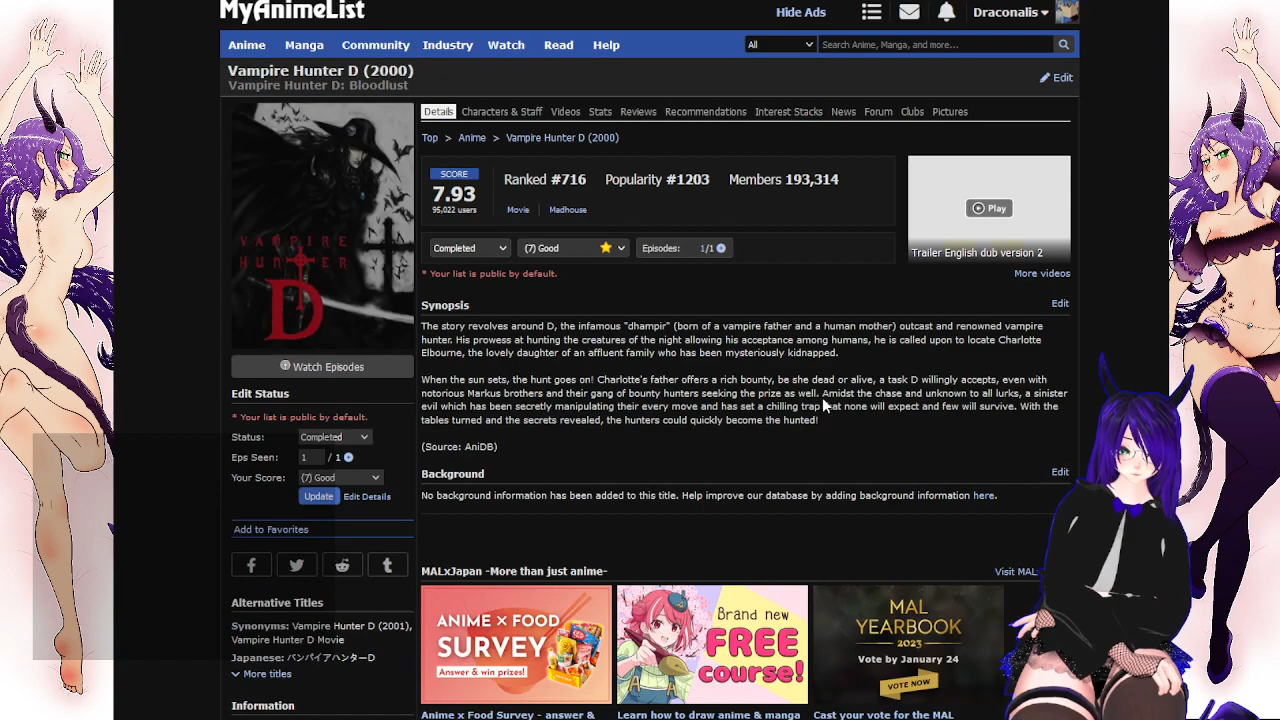 MyAnimeList
Hide Ads
Draconalis
Anime Manga Community Industry Watch Read Help
All
Search Anime, Manga, and more...
Vampire Hunter D (2000)
Vampire Hunter D: Bloodlust
Edit
Details Characters & Staff Videos Stats Reviews Recommendations Interest Stacks News Forum Clubs Pictures
Top > Anime > Vampire Hunter D (2000)
SCORE
7.93
95,022 users
Ranked #716 Popularity #1203 Members 193,314
Movie Madhouse
Play
Trailer English dub version 2
More videos
Completed
(7) Good
Episodes: 1/1
* Your list is public by default.
VAMPIRE
HUNTER
D
Synopsis
Edit
The story revolves around D, the infamous "dhampir" (born of a vampire father and a human mother) outcast and renowned vampire
hunter. His prowess at hunting the creatures of the night allowing his acceptance among humans, he is called upon to locate Charlotte
Elbourne, the lovely daughter of an affluent family who has been mysteriously kidnapped.
When the sun sets, the hunt goes on! Charlotte's father offers a rich bounty, be she dead or alive, a task D willingly accepts, even with
notorious Markus brothers and their gang of bounty hunters seeking the prize as well. Amidst the chase and unknown to all lurks, a sinister
evil which has been secretly manipulating their every move and has set a chilling trap that none will expect and few will survive. With the
tables turned and the secrets revealed, the hunters could quickly become the hunted!
(Source: AniDB)
Background
Edit
No background information has been added to this title. Help improve our database by adding background information here.
Watch Episodes
Edit Status
* Your list is public by default.
Status: Completed
Eps Seen: 1 / 1
Your Score: (7) Good
Update Edit Details
Add to Favorites
Alternative Titles
Synonyms: Vampire Hunter D (2001),
Vampire Hunter D Movie
Japanese: バンパイアハンターD
More titles
Information
MALxJapan -More than just anime-
Visit MAL
ANIME x FOOD
SURVEY
Answer & win prizes!
Brand new
FREE
course!
MAL
YEARBOOK
2023
Vote by January 24
VOTE NOW
Anime x Food Survey - answer &
Learn how to draw anime & manga
Cast your vote for the MAL